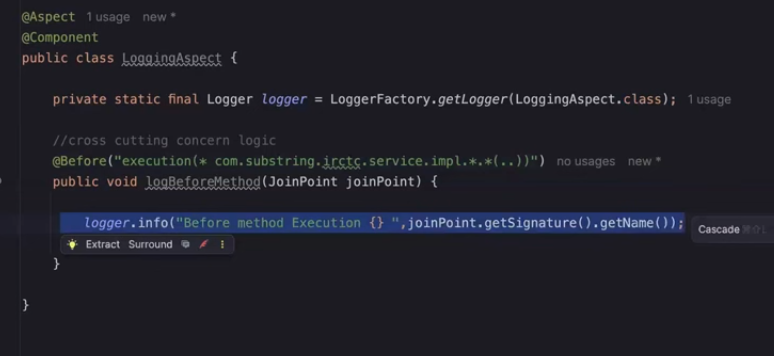 @Aspect 1 usage new *
@Component
public class LoggingAspect {
private static final Logger logger = LoggerFactory.getLogger(LoggingAspect.class); 1 usage
//cross cutting concern logic
@Before("execution(* com.substring.irctc.service.impl.*.*(..))") no usages new *
public void logBeforeMethod(JoinPoint joinPoint) {
logger.info("Before method Execution {} ",joinPoint.getSignature().getName());
Cascade
Extract Surround
}
}